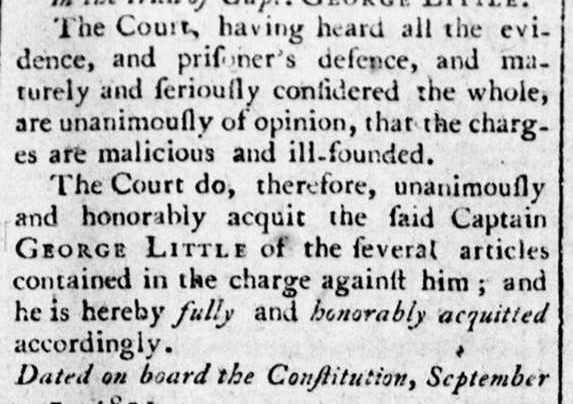 The Court, having heard all the evi-
dence, and priſoner's defence, and ma-
turely and ſeriouſly conſidered the whole,
are unanimouſly of opinion, that the charg-
es are malicious and ill-founded.
The Court do, therefore, unanimouſly
and honorably acquit the ſaid Captain
GEORGE LITTLE of the ſeveral articles
contained in the charge againſt him ; and
he is hereby fully and honorably acquitted
accordingly.
Dated on board the Conſtitution, September